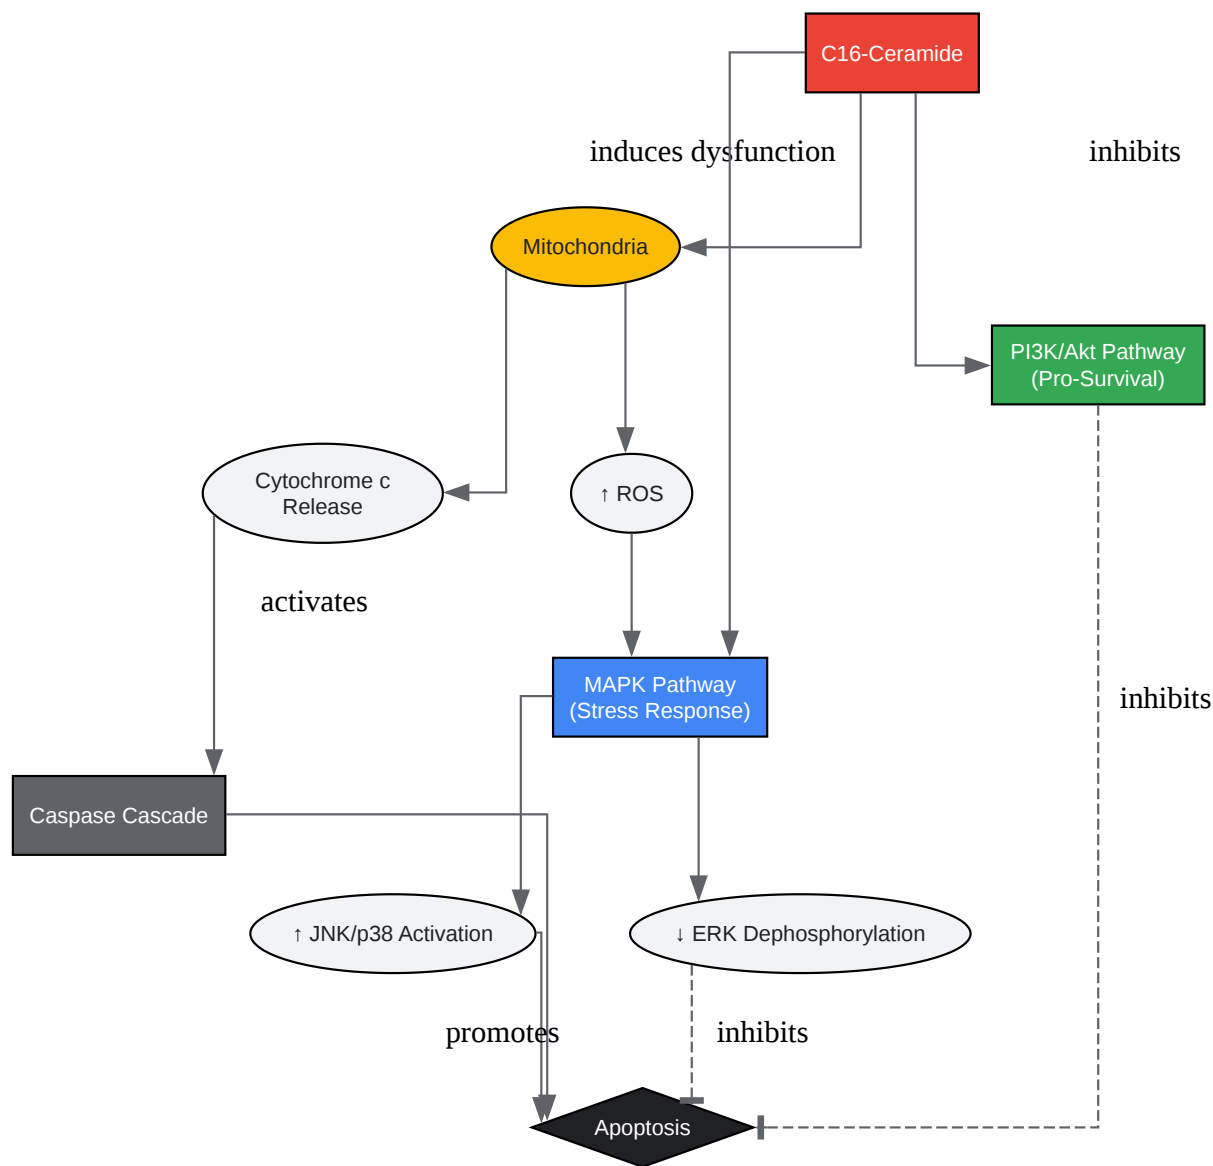 C16-Ceramide
induces dysfunction
inhibits
Mitochondria
PI3K/Akt Pathway
(Pro-Survival)
Cytochrome c
Release
↑ ROS
activates
MAPK Pathway
(Stress Response)
inhibits
Caspase Cascade
↑ JNK/p38 Activation
↓ ERK Dephosphorylation
promotes
inhibits
Apoptosis